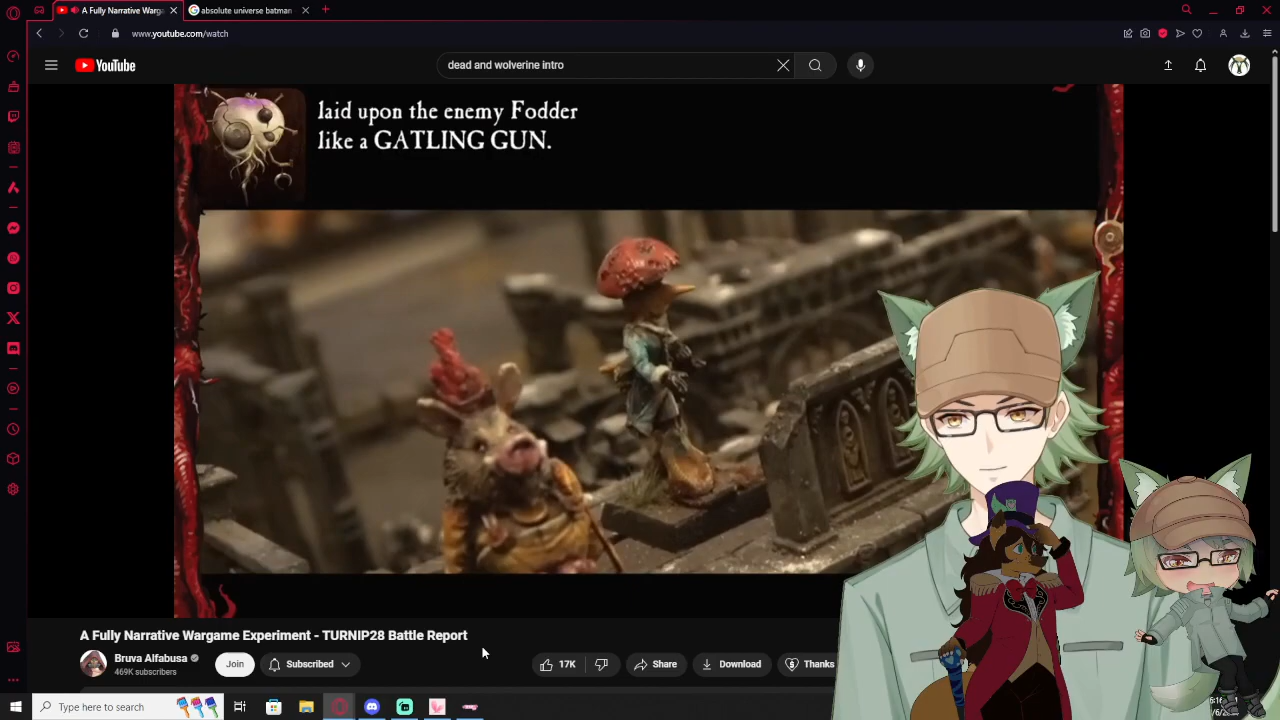 A Fully Narrative Warga
absolute universe batman
www.youtube.com/watch
YouTube
dead and wolverine intro
laid upon the enemy Fodder
like a GATLING GUN.
A Fully Narrative Wargame Experiment - TURNIP28 Battle Report
Bruva Alfabusa
469K subscribers
Join
Subscribed
17K
Share
Download
Thanks
Type here to search